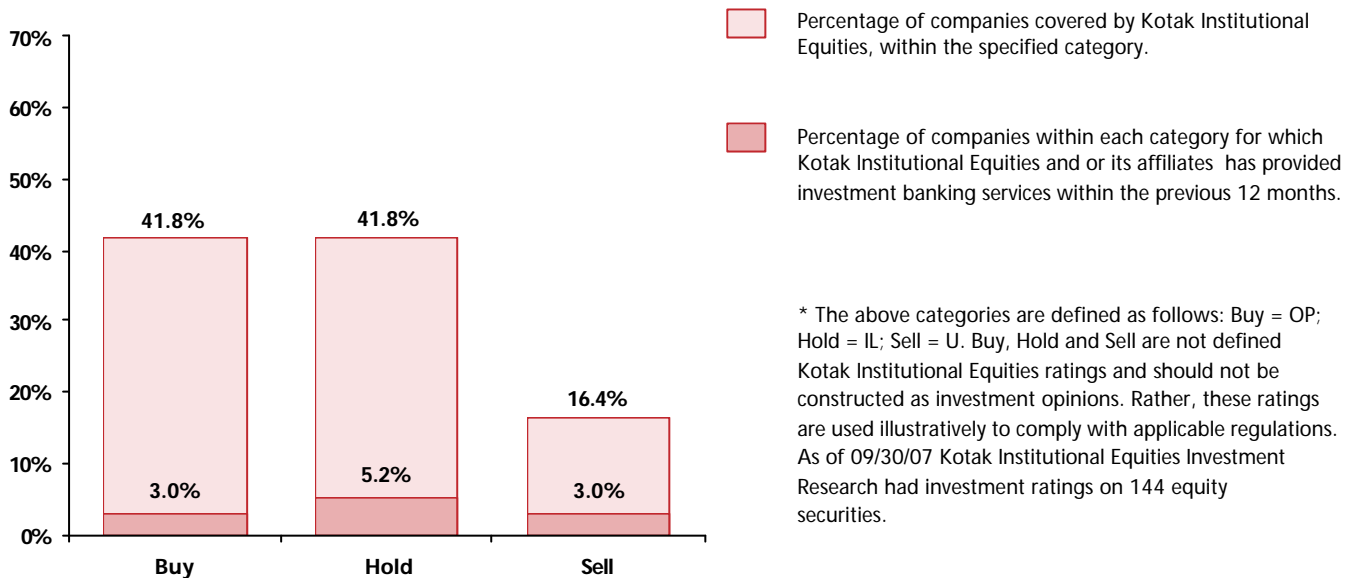 70%
60%
50%
40%
30%
20%
10%
0%
41.8%
41.8%
16.4%
3.0%
5.2%
3.0%
Buy
Hold
Sell
Percentage of companies covered by Kotak Institutional
Equities, within the specified category.
Percentage of companies within each category for which
Kotak Institutional Equities and or its affiliates has provided
investment banking services within the previous 12 months.
* The above categories are defined as follows: Buy = OP;
Hold = IL; Sell = U. Buy, Hold and Sell are not defined
Kotak Institutional Equities ratings and should not be
constructed as investment opinions. Rather, these ratings
are used illustratively to comply with applicable regulations.
As of 09/30/07 Kotak Institutional Equities Investment
Research had investment ratings on 144 equity
securities.